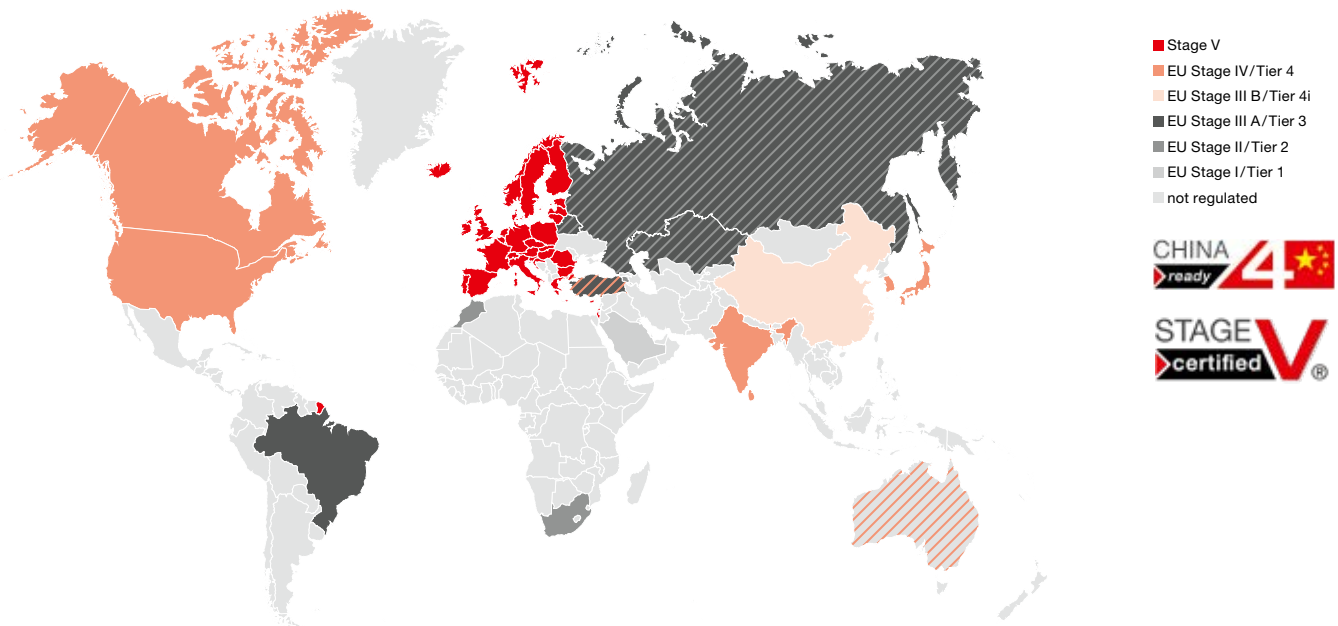 Stage V
EU Stage IV/Tier 4
EU Stage III B/Tier 4i
EU Stage III A/Tier 3
EU Stage II/Tier 2
EU Stage I/Tier 1
not regulated
CHINA 4
ready
STAGE V
certified ®